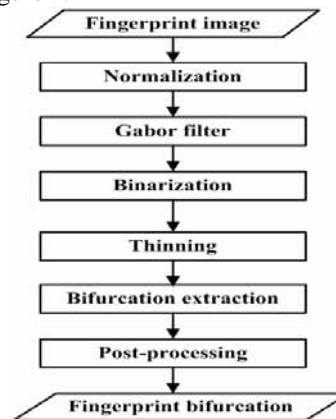 Fingerprint image
Normalization
Gabor filter
Binarization
Thinning
Bifurcation extraction
Post-processing
Fingerprint bifurcation